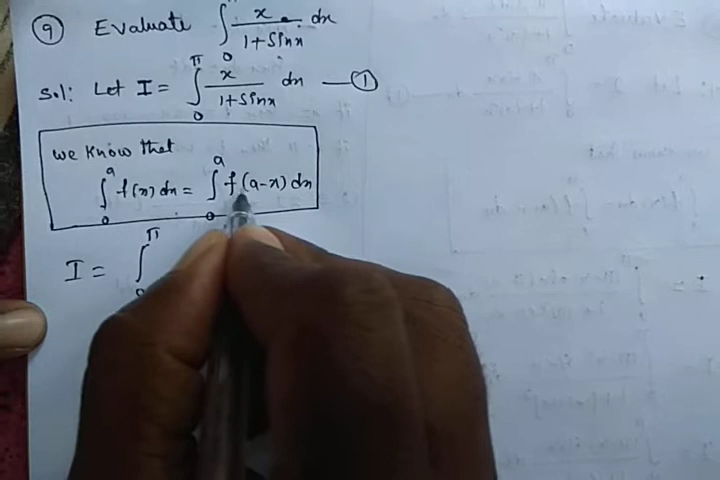 ⑨ Evaluate ∫₀^π x/(1+sinx) dx
Sol: Let I = ∫₀^π x/(1+sinx) dx —①
we know that
∫₀^a f(x) dx = ∫₀^a f(a-x) dx
I = ∫₀^π